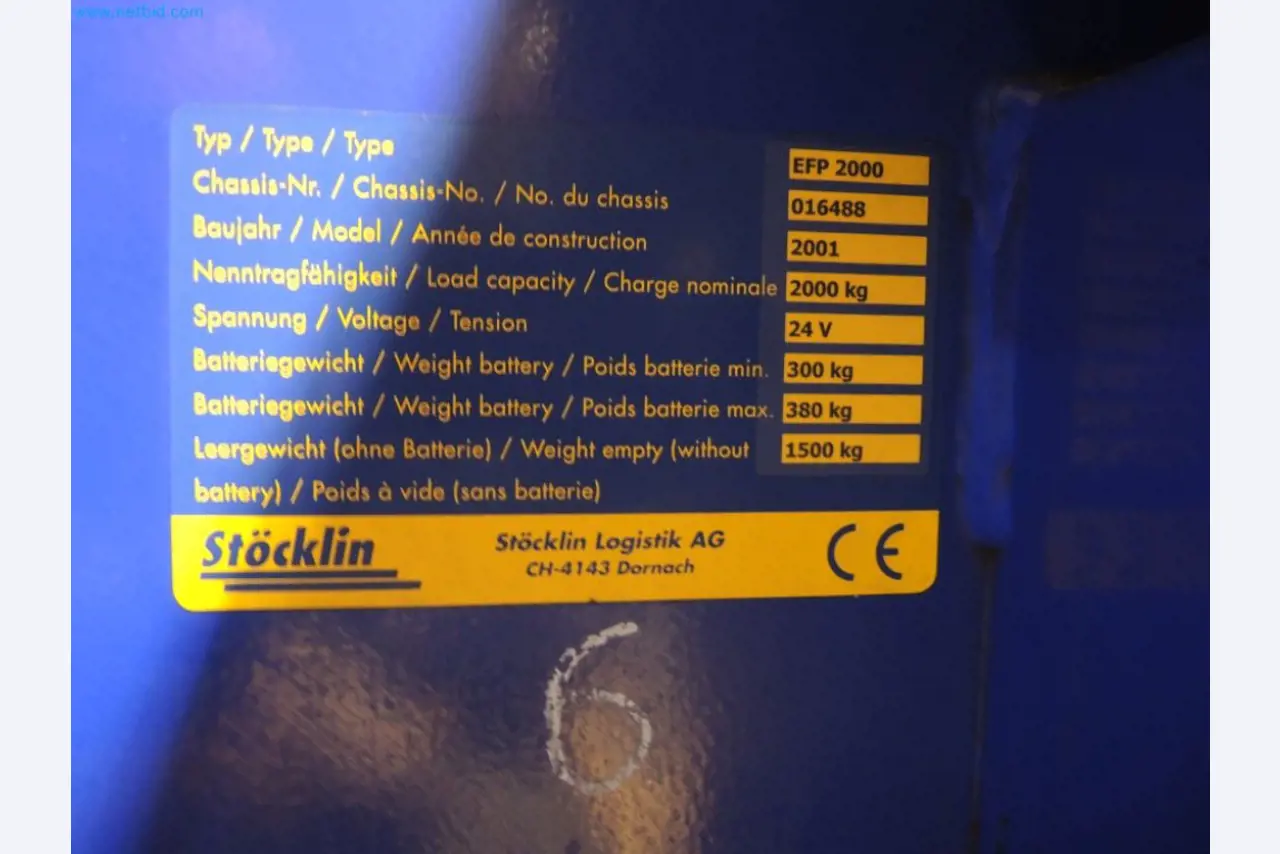 www.netbid.com
Typ / Type / Type EFP 2000
Chassis-Nr. / Chassis-No. / No. du chassis 016488
Baujahr / Model / Année de construction 2001
Nenntragfähigkeit / Load capacity / Charge nominale 2000 kg
Spannung / Voltage / Tension 24 V
Batteriegewicht / Weight battery / Poids batterie min. 300 kg
Batteriegewicht / Weight battery / Poids batterie max. 380 kg
Leergewicht (ohne Batterie) / Weight empty (without 1500 kg
battery) / Poids à vide (sans batterie)
Stöcklin Stöcklin Logistik AG CE
CH-4143 Dornach
6